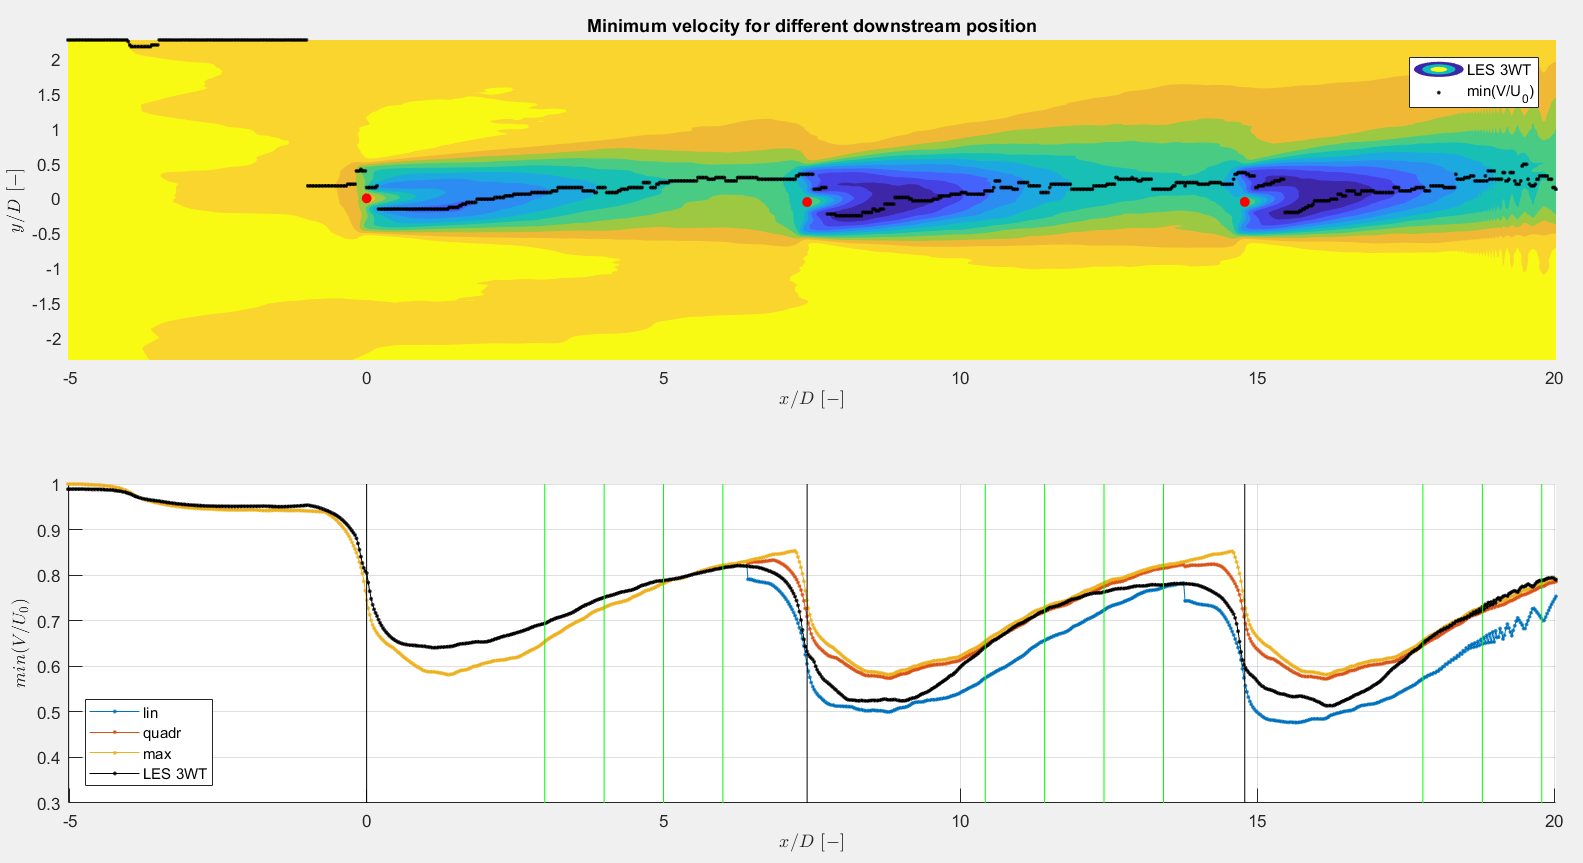 Minimum velocity for different downstream position
2
1.5
1
0.5
0
-0.5
-1
-1.5
-2
y/D [−]
LES 3WT
min(V/U0)
-5
0
5
10
15
20
x/D [−]
1
0.9
0.8
0.7
0.6
0.5
0.4
0.3
min(V/U0)
lin
quadr
max
LES 3WT
-5
0
5
10
15
20
x/D [−]